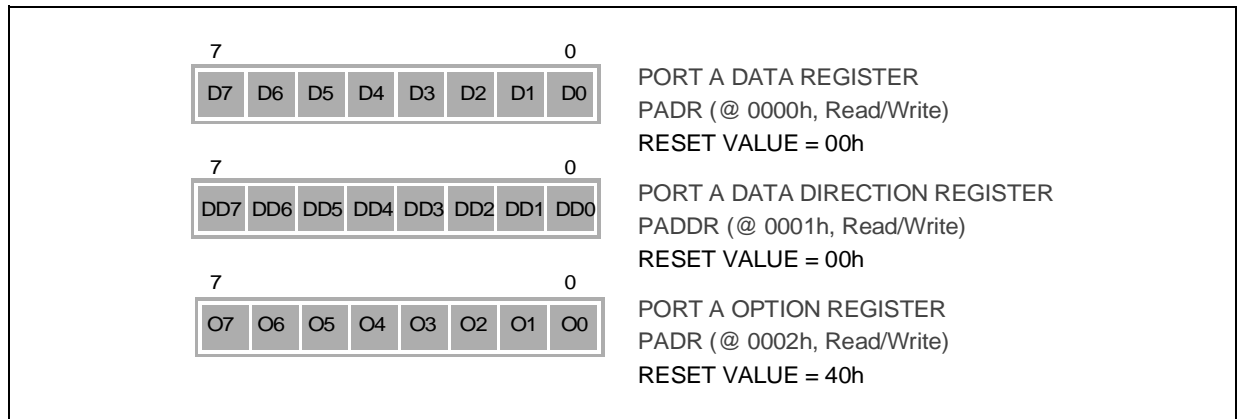 7 0
D7 D6 D5 D4 D3 D2 D1 D0
PORT A DATA REGISTER
PADR (@ 0000h, Read/Write)
RESET VALUE = 00h
7 0
DD7 DD6 DD5 DD4 DD3 DD2 DD1 DD0
PORT A DATA DIRECTION REGISTER
PADDR (@ 0001h, Read/Write)
RESET VALUE = 00h
7 0
O7 O6 O5 O4 O3 O2 O1 O0
PORT A OPTION REGISTER
PADR (@ 0002h, Read/Write)
RESET VALUE = 40h